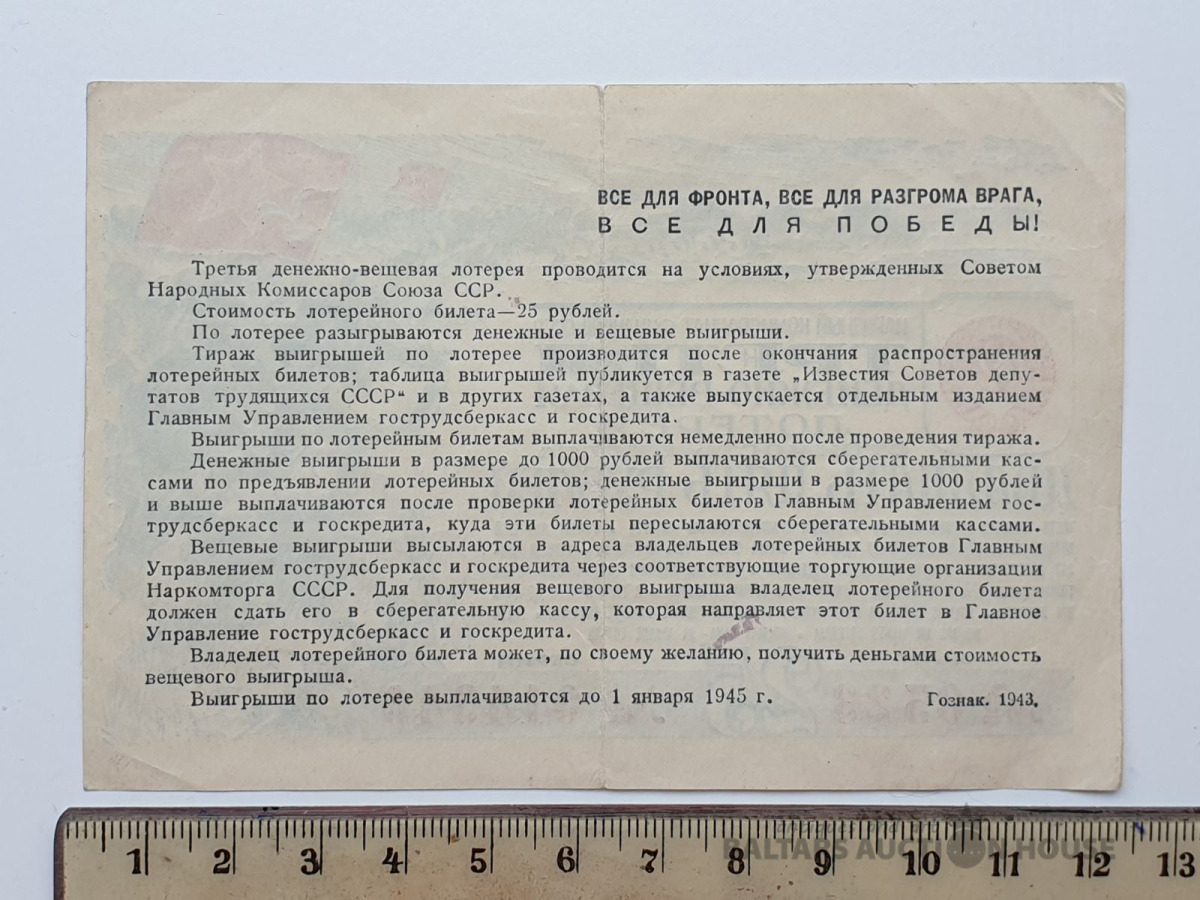 ВСЕ ДЛЯ ФРОНТА, ВСЕ ДЛЯ РАЗГРОМА ВРАГА,
ВСЕ ДЛЯ ПОБЕДЫ!
Третья денежно-вещевая лотерея проводится на условиях, утвержденных Советом
Народных Комиссаров Союза ССР.
Стоимость лотерейного билета—25 рублей.
По лотерее разыгрываются денежные и вещевые выигрыши.
Тираж выигрышей по лотерее производится после окончания распространения
лотерейных билетов; таблица выигрышей публикуется в газете „Известия Советов депу-
татов трудящихся СССР“ и в других газетах, а также выпускается отдельным изданием
Главным Управлением гострудсберкасс и госкредита.
Выигрыши по лотерейным билетам выплачиваются немедленно после проведения тиража.
Денежные выигрыши в размере до 1000 рублей выплачиваются сберегательными кас-
сами по предъявлении лотерейных билетов; денежные выигрыши в размере 1000 рублей
и выше выплачиваются после проверки лотерейных билетов Главным Управлением гос-
трудсберкасс и госкредита, куда эти билеты пересылаются сберегательными кассами.
Вещевые выигрыши высылаются в адреса владельцев лотерейных билетов Главным
Управлением гострудсберкасс и госкредита через соответствующие торгующие организации
Наркомторга СССР. Для получения вещевого выигрыша владелец лотерейного билета
должен сдать его в сберегательную кассу, которая направляет этот билет в Главное
Управление гострудсберкасс и госкредита.
Владелец лотерейного билета может, по своему желанию, получить деньгами стоимость
вещевого выигрыша.
Выигрыши по лотерее выплачиваются до 1 января 1945 г. Гознак. 1943.
1 2 3 4 5 6 7 8 9 10 11 12 13
BALTARS AUCTION HOUSE